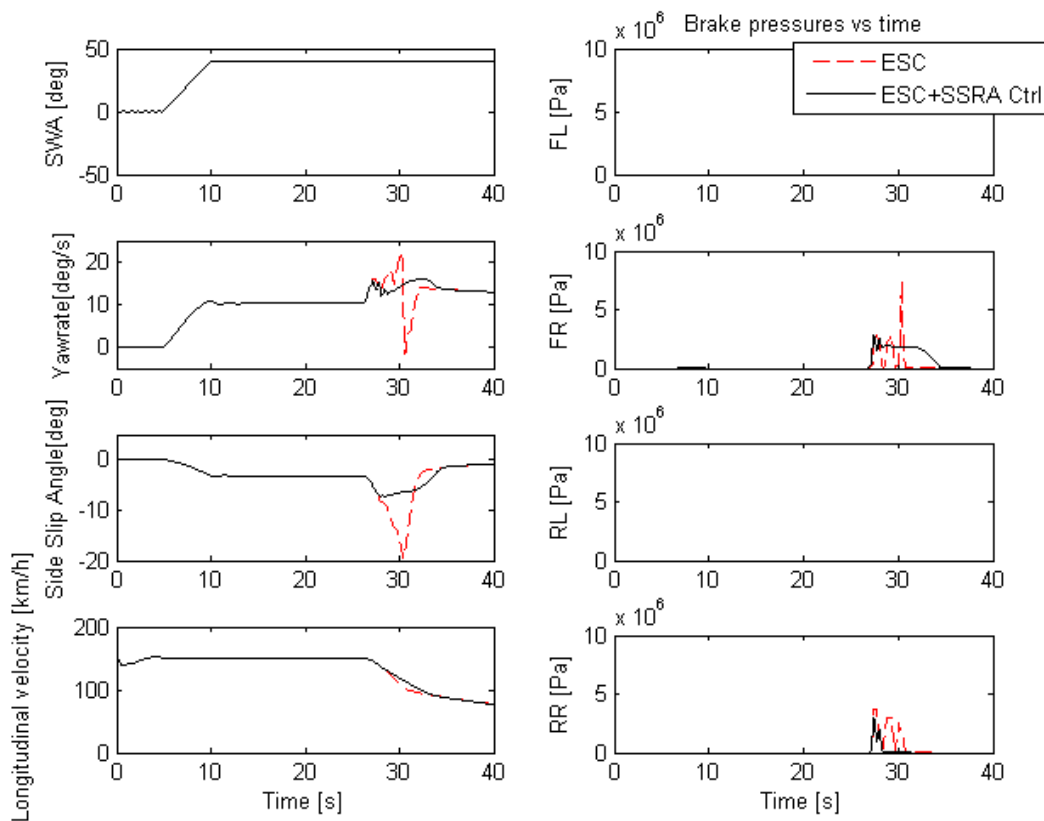 x 10^6 Brake pressures vs time
ESC
ESC+SSRA Ctrl
SWA [deg]
50
0
-50
0 10 20 30 40
FL [Pa]
10
5
0
0 10 20 30 40
Yawrate[deg/s]
20
10
0
0 10 20 30 40
x 10^6
FR [Pa]
10
5
0
0 10 20 30 40
Side Slip Angle[deg]
0
-10
-20
0 10 20 30 40
x 10^6
RL [Pa]
10
5
0
0 10 20 30 40
Longitudinal velocity [km/h]
200
100
0
0 10 20 30 40
Time [s]
x 10^6
RR [Pa]
10
5
0
0 10 20 30 40
Time [s]